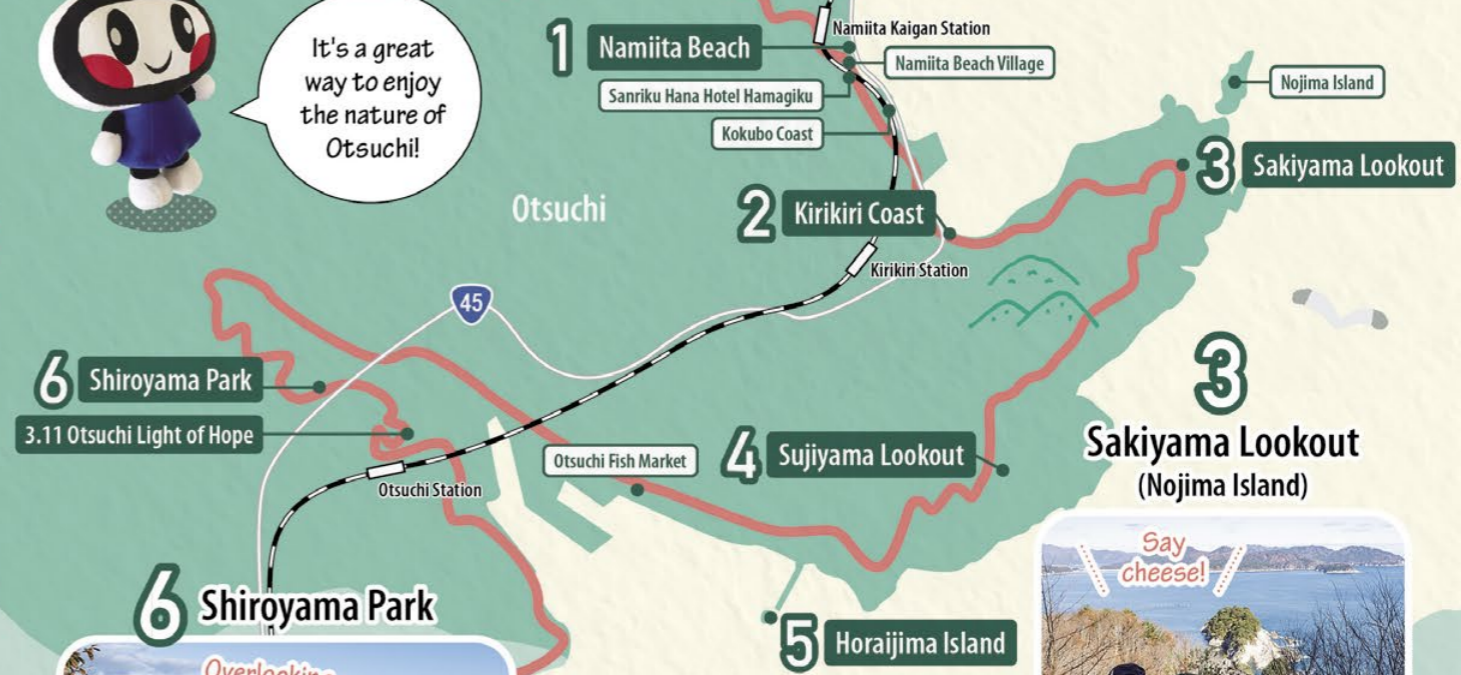 It's a great
way to enjoy
the nature of
Otsuchi!
1 Namiita Beach
Namiita Kaigan Station
Namiita Beach Village
Sanriku Hana Hotel Hamagiku
Kokubo Coast
Nojima Island
3 Sakiyama Lookout
Otsuchi
2 Kirikiri Coast
Kirikiri Station
45
6 Shiroyama Park
3.11 Otsuchi Light of Hope
Otsuchi Station
Otsuchi Fish Market
4 Sujiyama Lookout
3
Sakiyama Lookout
(Nojima Island)
Say
cheese!
5 Horaijima Island
6 Shiroyama Park
Overlooking